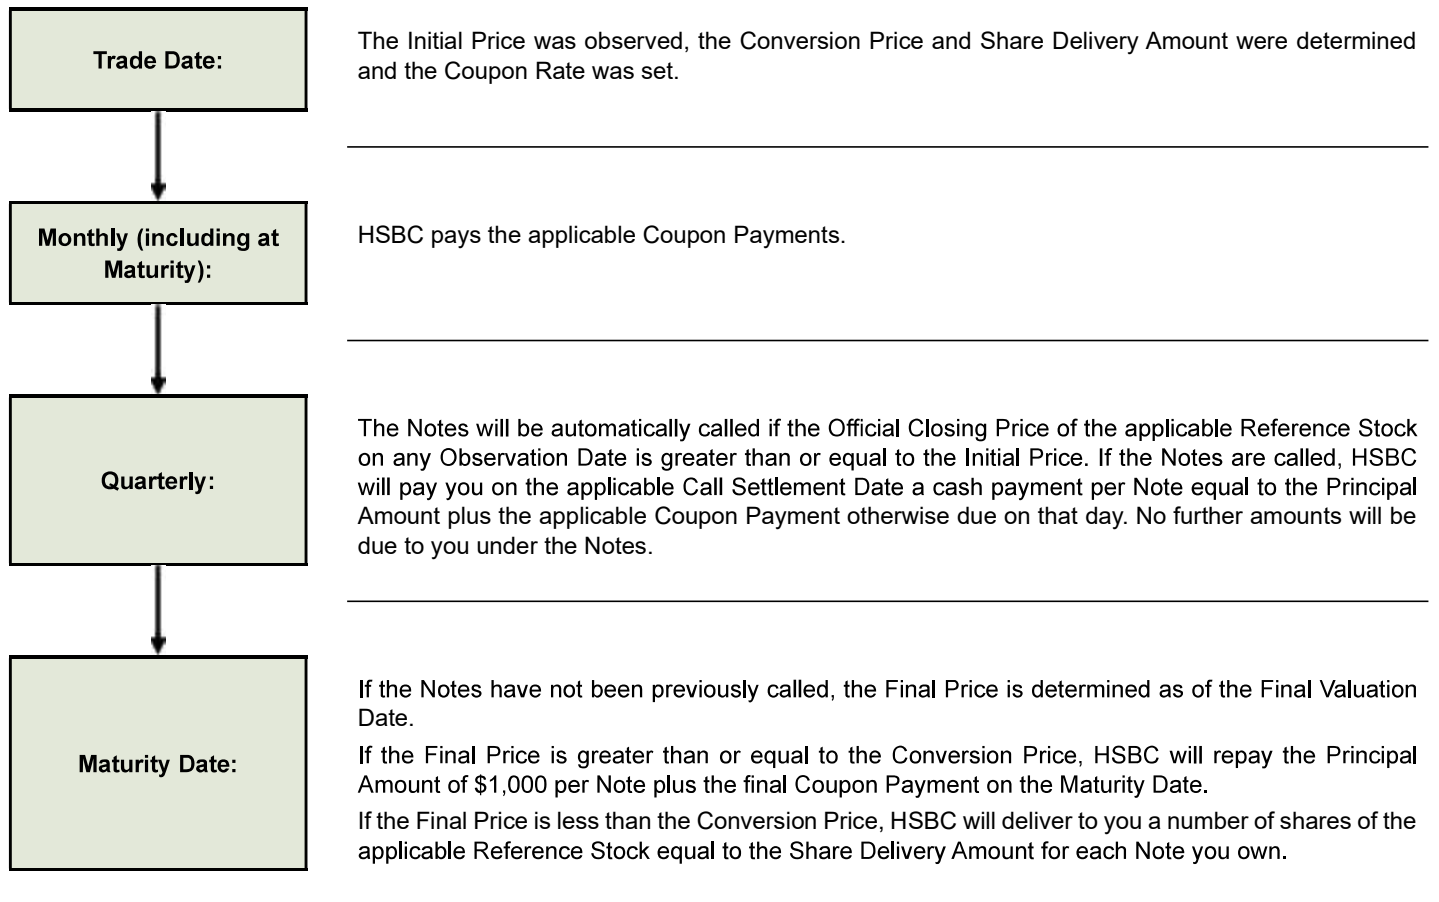 Trade Date:
The Initial Price was observed, the Conversion Price and Share Delivery Amount were determined
and the Coupon Rate was set.
Monthly (including at
Maturity):
HSBC pays the applicable Coupon Payments.
Quarterly:
The Notes will be automatically called if the Official Closing Price of the applicable Reference Stock
on any Observation Date is greater than or equal to the Initial Price. If the Notes are called, HSBC
will pay you on the applicable Call Settlement Date a cash payment per Note equal to the Principal
Amount plus the applicable Coupon Payment otherwise due on that day. No further amounts will be
due to you under the Notes.
Maturity Date:
If the Notes have not been previously called, the Final Price is determined as of the Final Valuation
Date.
If the Final Price is greater than or equal to the Conversion Price, HSBC will repay the Principal
Amount of $1,000 per Note plus the final Coupon Payment on the Maturity Date.
If the Final Price is less than the Conversion Price, HSBC will deliver to you a number of shares of the
applicable Reference Stock equal to the Share Delivery Amount for each Note you own.